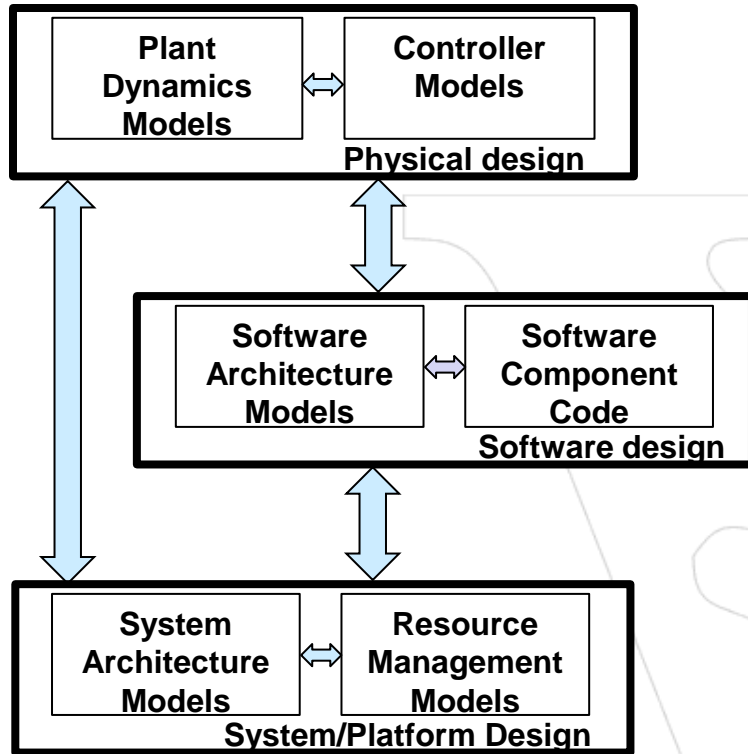 Plant
Dynamics
Models
Controller
Models
Physical design
Software
Architecture
Models
Software
Component
Code
Software design
System
Architecture
Models
Resource
Management
Models
System/Platform Design